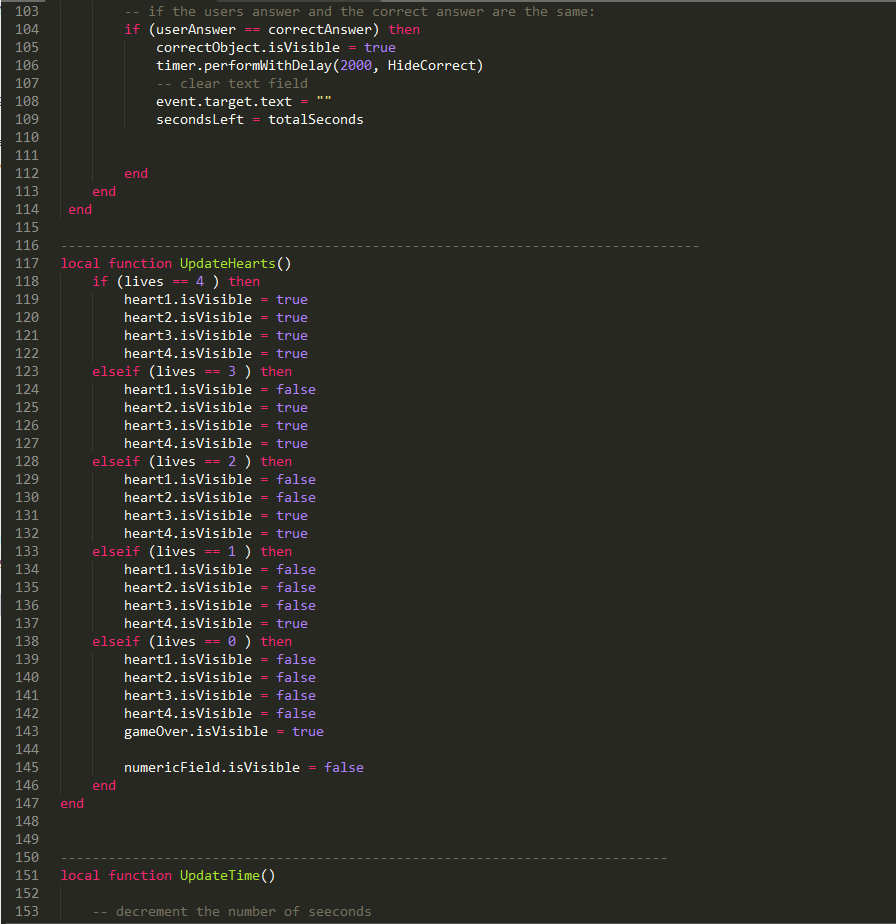 103 -- if the users answer and the correct answer are the same:
104 if (userAnswer == correctAnswer) then
105 correctObject.isVisible = true
106 timer.performWithDelay(2000, HideCorrect)
107 -- clear text field
108 event.target.text = ""
109 secondsLeft = totalSeconds
110
111
112 end
113 end
114 end
115
116 --------------------------------------------------------------------------------
117 local function UpdateHearts()
118 if (lives == 4 ) then
119 heart1.isVisible = true
120 heart2.isVisible = true
121 heart3.isVisible = true
122 heart4.isVisible = true
123 elseif (lives == 3 ) then
124 heart1.isVisible = false
125 heart2.isVisible = true
126 heart3.isVisible = true
127 heart4.isVisible = true
128 elseif (lives == 2 ) then
129 heart1.isVisible = false
130 heart2.isVisible = false
131 heart3.isVisible = true
132 heart4.isVisible = true
133 elseif (lives == 1 ) then
134 heart1.isVisible = false
135 heart2.isVisible = false
136 heart3.isVisible = false
137 heart4.isVisible = true
138 elseif (lives == 0 ) then
139 heart1.isVisible = false
140 heart2.isVisible = false
141 heart3.isVisible = false
142 heart4.isVisible = false
143 gameOver.isVisible = true
144
145 numericField.isVisible = false
146 end
147 end
148
149
150 ----------------------------------------------------------------------------
151 local function UpdateTime()
152
153 -- decrement the number of seeconds